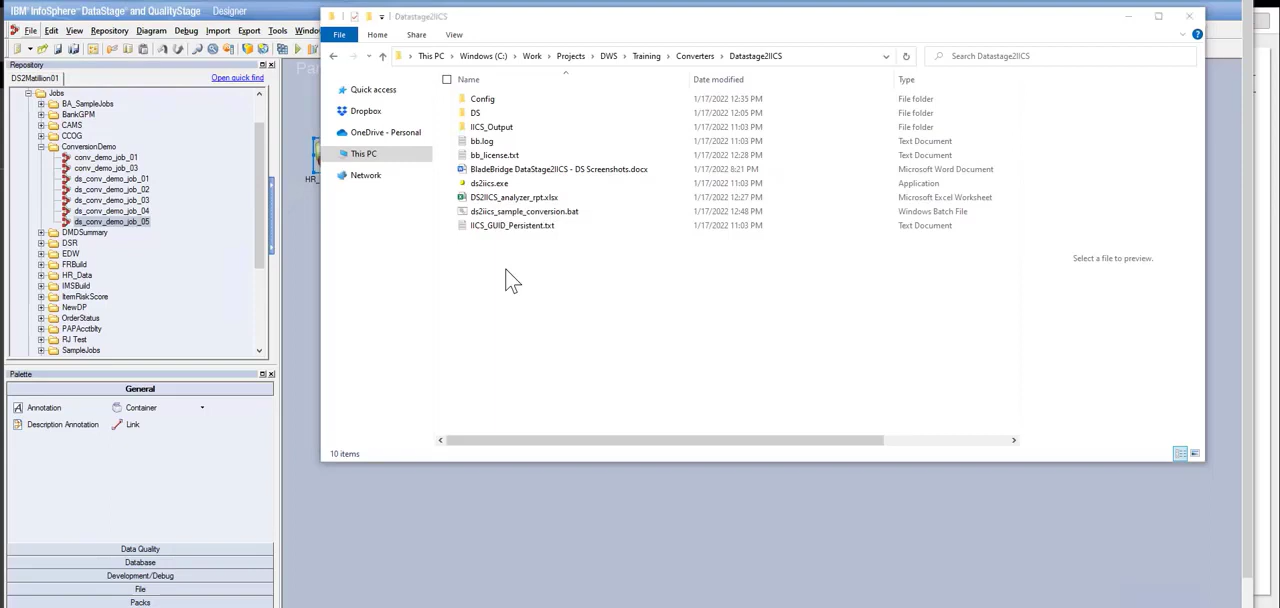 IBM InfoSphere DataStage and QualityStage Designer
File Edit View Repository Diagram Debug Import Export Tools Window
Repository
DS2Matillion01 Open quick find
Jobs
BA_SampleJobs
BankGPM
CAMS
CCOG
ConversionDemo
conv_demo_job_01
conv_demo_job_03
ds_conv_demo_job_01
ds_conv_demo_job_02
ds_conv_demo_job_03
ds_conv_demo_job_04
ds_conv_demo_job_05
DMDSummary
DSR
EDW
FRBuild
HR_Data
IMSBuild
ItemRiskScore
NewDP
OrderStatus
PAPAcctblty
RJ Test
SampleJobs
Palette
General
Annotation Container
Description Annotation Link
Data Quality
Database
Development/Debug
File
Packs
Pa
HR_
Datastage2IICS
File Home Share View
This PC Windows (C:) Work Projects DWS Training Converters Datastage2IICS Search Datastage2IICS
Quick access
Dropbox
OneDrive - Personal
This PC
Network
Name Date modified Type
Config 1/17/2022 12:35 PM File folder
DS 1/17/2022 12:05 PM File folder
IICS_Output 1/17/2022 11:03 PM File folder
bb.log 1/17/2022 11:03 PM Text Document
bb_license.txt 1/17/2022 12:28 PM Text Document
BladeBridge DataStage2IICS - DS Screenshots.docx 1/17/2022 8:21 PM Microsoft Word Document
ds2iics.exe 1/17/2022 11:03 PM Application
DS2IICS_analyzer_rpt.xlsx 1/17/2022 12:27 PM Microsoft Excel Worksheet
ds2iics_sample_conversion.bat 1/17/2022 12:48 PM Windows Batch File
IICS_GUID_Persistent.txt 1/17/2022 11:03 PM Text Document
Select a file to preview.
10 items